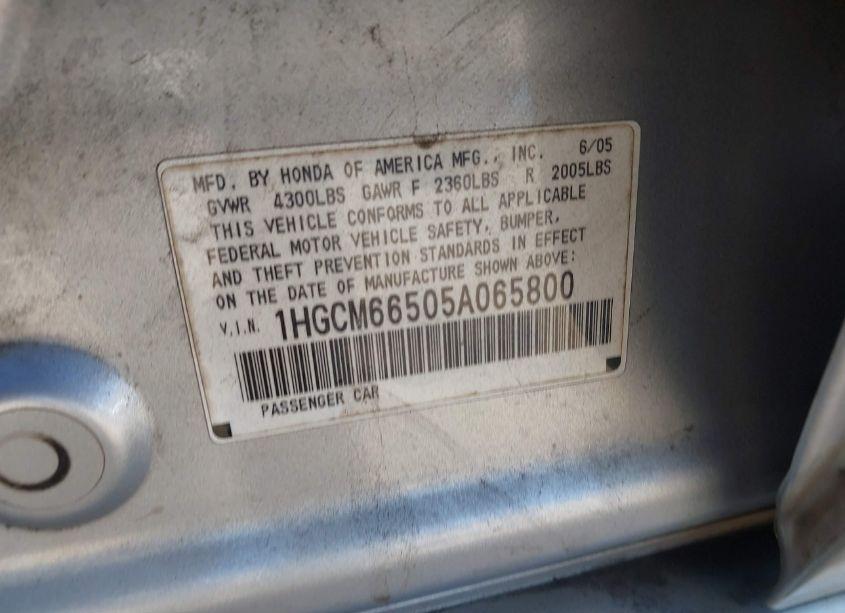 MFD. BY HONDA OF AMERICA MFG., INC. 6/05
GVWR 4300LBS GAWR F 2360LBS R 2005LBS
THIS VEHICLE CONFORMS TO ALL APPLICABLE
FEDERAL MOTOR VEHICLE SAFETY, BUMPER,
AND THEFT PREVENTION STANDARDS IN EFFECT
ON THE DATE OF MANUFACTURE SHOWN ABOVE:
V.I.N. 1HGCM66505A065800
PASSENGER CAR